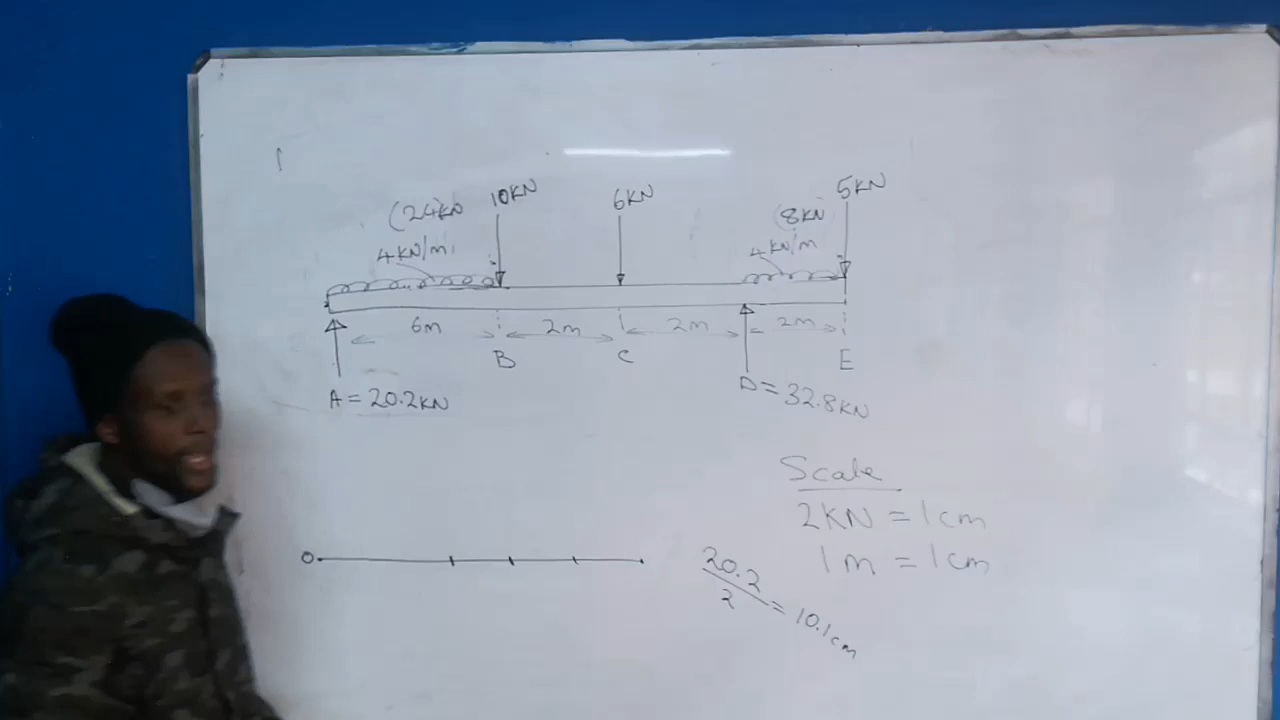 (24KN 10KN 6KN (8KN 5KN
4KN/m 4KN/m
6m 2m 2m 2m
B C E
A = 20.2KN D = 32.8KN
Scale
2KN = 1cm
1m = 1cm
O
20.2
2
= 10.1cm